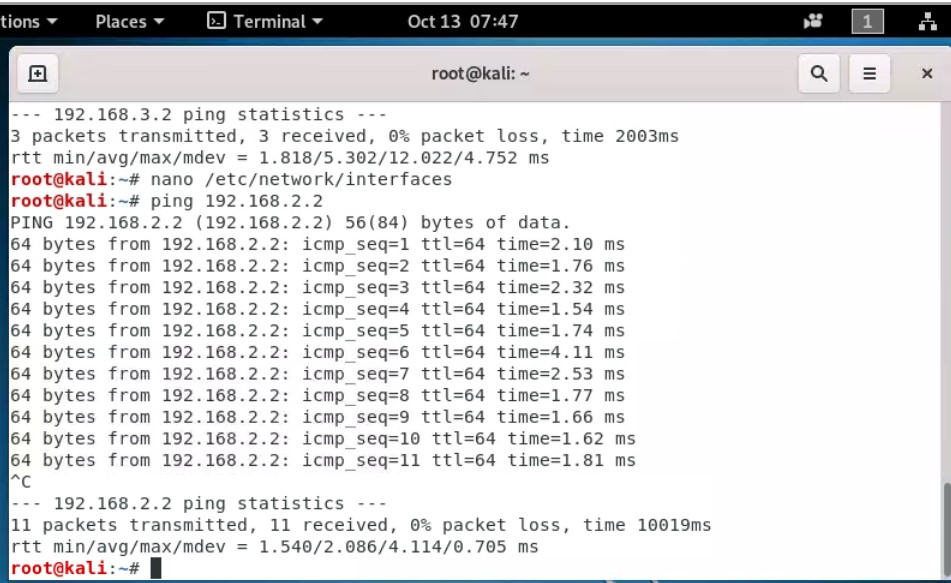 tions Places Terminal Oct 13 07:47 1
root@kali: ~
--- 192.168.3.2 ping statistics ---
3 packets transmitted, 3 received, 0% packet loss, time 2003ms
rtt min/avg/max/mdev = 1.818/5.302/12.022/4.752 ms
root@kali:~# nano /etc/network/interfaces
root@kali:~# ping 192.168.2.2
PING 192.168.2.2 (192.168.2.2) 56(84) bytes of data.
64 bytes from 192.168.2.2: icmp_seq=1 ttl=64 time=2.10 ms
64 bytes from 192.168.2.2: icmp_seq=2 ttl=64 time=1.76 ms
64 bytes from 192.168.2.2: icmp_seq=3 ttl=64 time=2.32 ms
64 bytes from 192.168.2.2: icmp_seq=4 ttl=64 time=1.54 ms
64 bytes from 192.168.2.2: icmp_seq=5 ttl=64 time=1.74 ms
64 bytes from 192.168.2.2: icmp_seq=6 ttl=64 time=4.11 ms
64 bytes from 192.168.2.2: icmp_seq=7 ttl=64 time=2.53 ms
64 bytes from 192.168.2.2: icmp_seq=8 ttl=64 time=1.77 ms
64 bytes from 192.168.2.2: icmp_seq=9 ttl=64 time=1.66 ms
64 bytes from 192.168.2.2: icmp_seq=10 ttl=64 time=1.62 ms
64 bytes from 192.168.2.2: icmp_seq=11 ttl=64 time=1.81 ms
^C
--- 192.168.2.2 ping statistics ---
11 packets transmitted, 11 received, 0% packet loss, time 10019ms
rtt min/avg/max/mdev = 1.540/2.086/4.114/0.705 ms
root@kali:~#